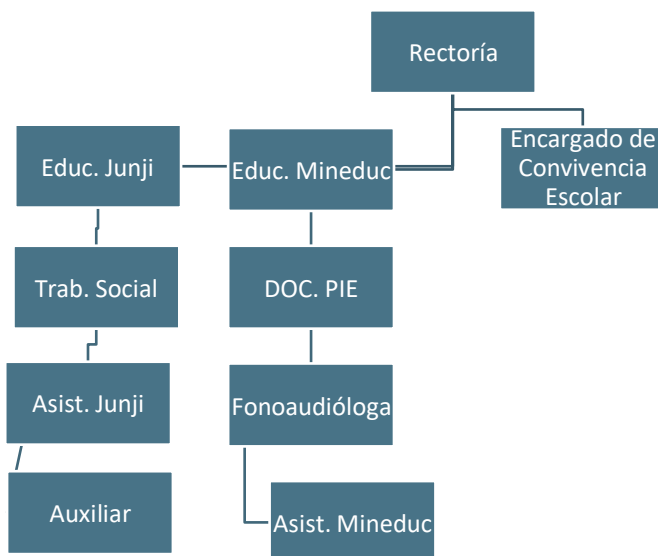 Rectoría
Encargado de
Convivencia
Escolar
Educ. Junji
Educ. Mineduc
Trab. Social
DOC. PIE
Asist. Junji
Fonoaudióloga
Auxiliar
Asist. Mineduc